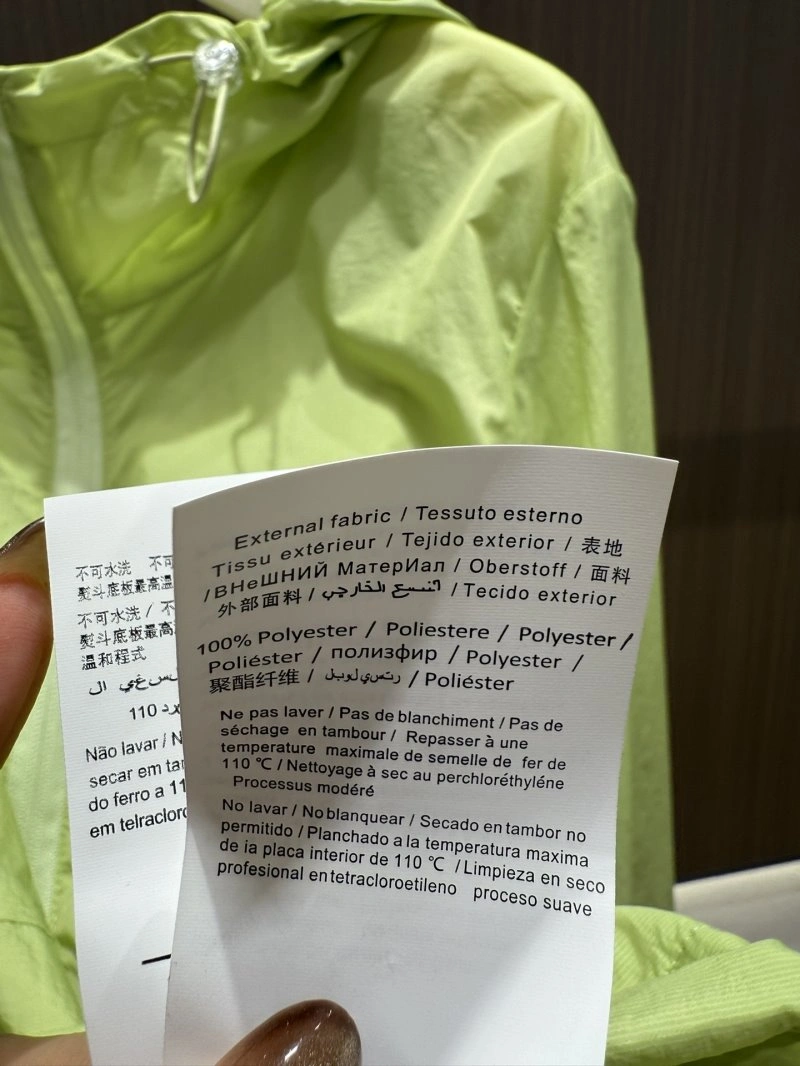 External fabric / Tessuto esterno
Tissu extérieur / Tejido exterior / 表地
/ВНеШНИЙ МатерИал / Oberstoff / 面料
外部面料 / النسيج الخارجي / Tecido exterior
100% Polyester / Poliestere / Polyester /
Poliéster / полизфир / Polyester /
聚酯纤维 / / Poliéster
Ne pas laver / Pas de blanchiment / Pas de
séchage en tambour / Repasser à une
temperature maximale de semelle de fer de
110 ℃ / Nettoyage à sec au perchloréthyléne
Processus modéré
No lavar / No blanquear / Secado en tambor no
permitido / Planchado a la temperatura maxima
de ia placa interior de 110 ℃ / Limpieza en seco
profesional en tetracloroetileno proceso suave
不可水洗 不可
熨斗底板最高温
不可水洗 / 不
熨斗底板最高
温和程式
110
Não lavar / N
secar em ta
do ferro a 11
em telraclor